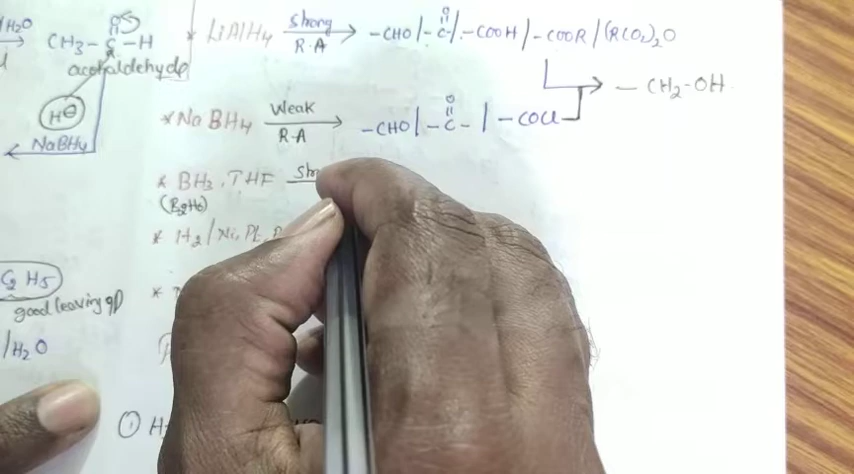 /H2O
CH3-C-H
O
acetaldehyde
H⊖
NaBH4
* LiAlH4 strong R.A → -CHO/-C-/-COOH/-COOR/(RCO2)2O
O
→ -CH2-OH
* NaBH4 Weak R-A → -CHO/-C-/-COCl
O
* BH3.THF
(B2H6)
* H2/Ni, Pt,
*
C2H5
good leaving gp
/H2O
① H